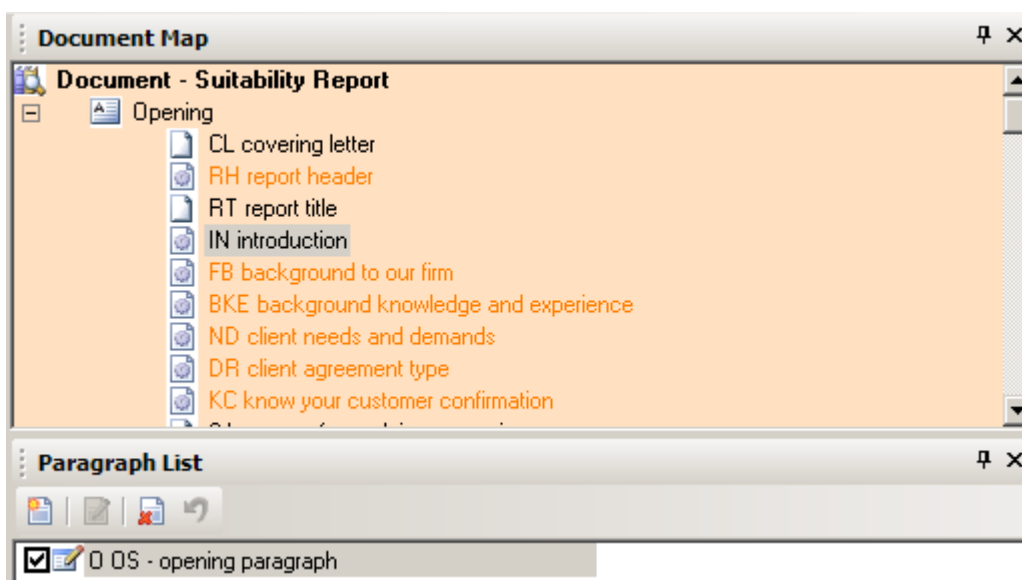 Document Map
Document - Suitability Report
Opening
CL covering letter
RH report header
RT report title
IN introduction
FB background to our firm
BKE background knowledge and experience
ND client needs and demands
DR client agreement type
KC know your customer confirmation
Paragraph List
O OS - opening paragraph